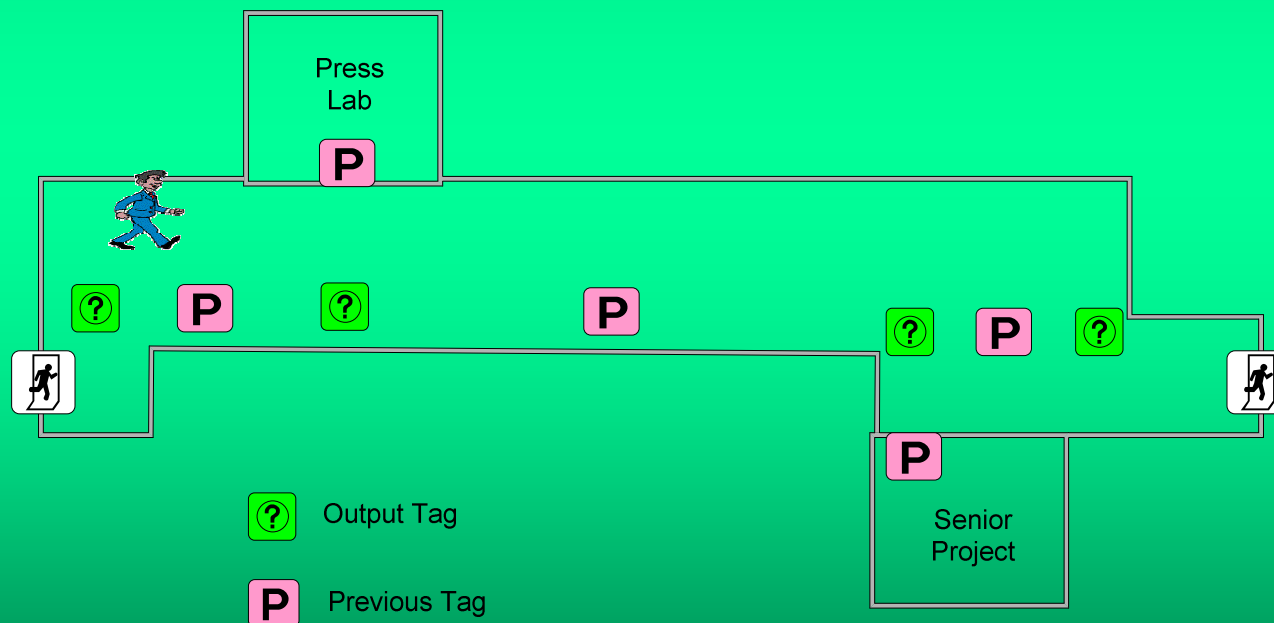 Press
Lab
P
? P ? P ? P ?
P
Senior
Project
? Output Tag
P Previous Tag